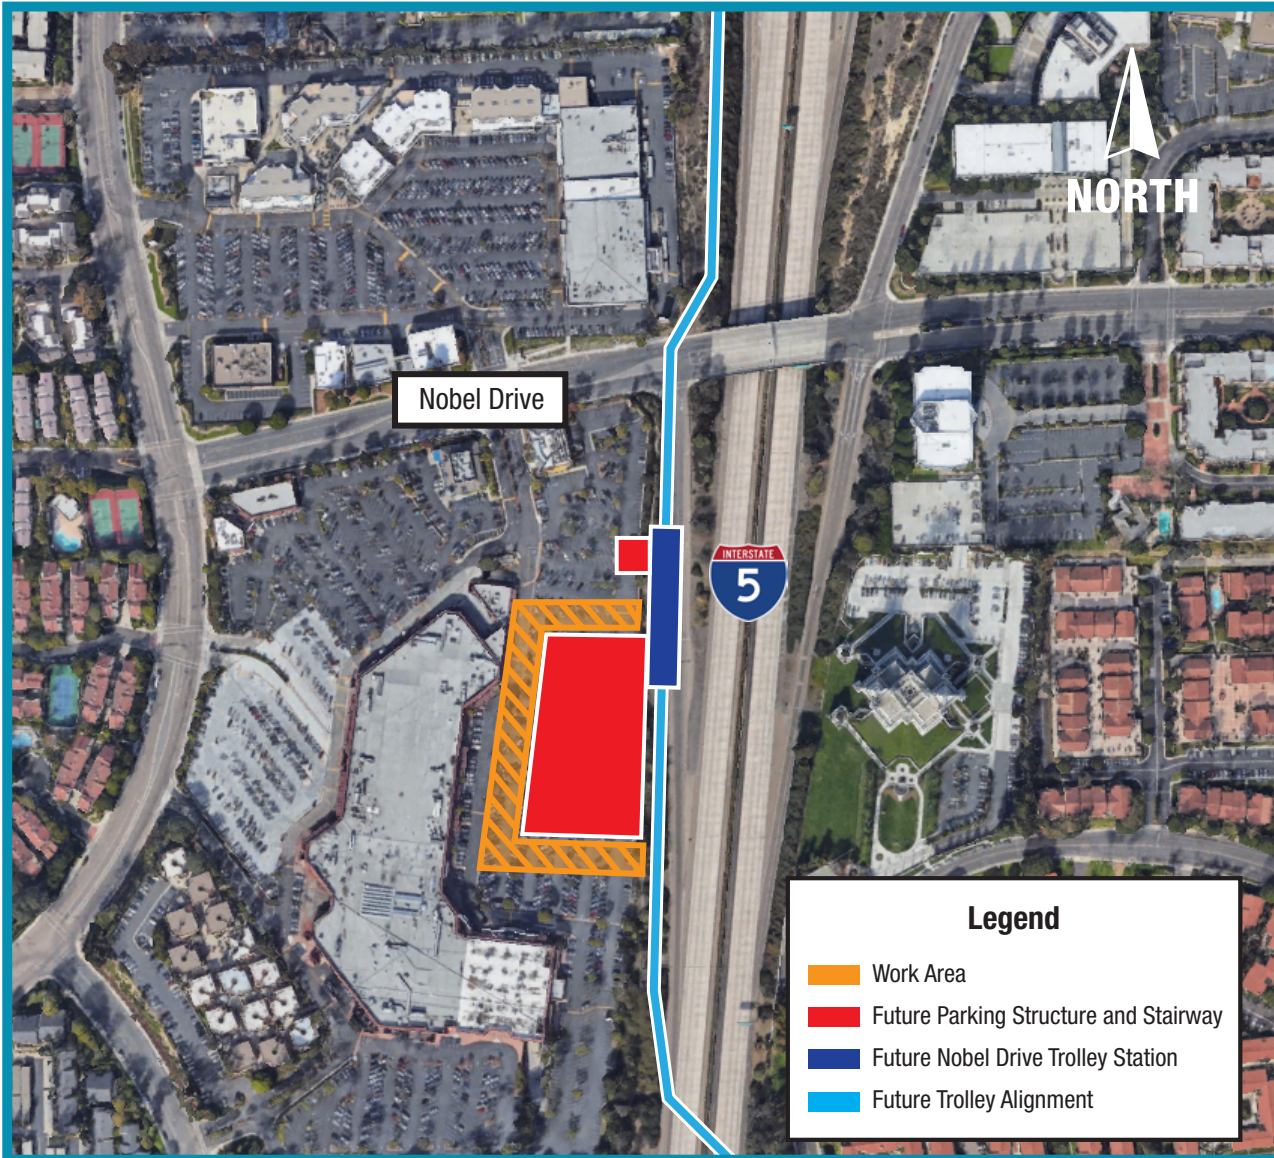 NORTH
Nobel Drive
INTERSTATE
5
Legend
Work Area
Future Parking Structure and Stairway
Future Nobel Drive Trolley Station
Future Trolley Alignment